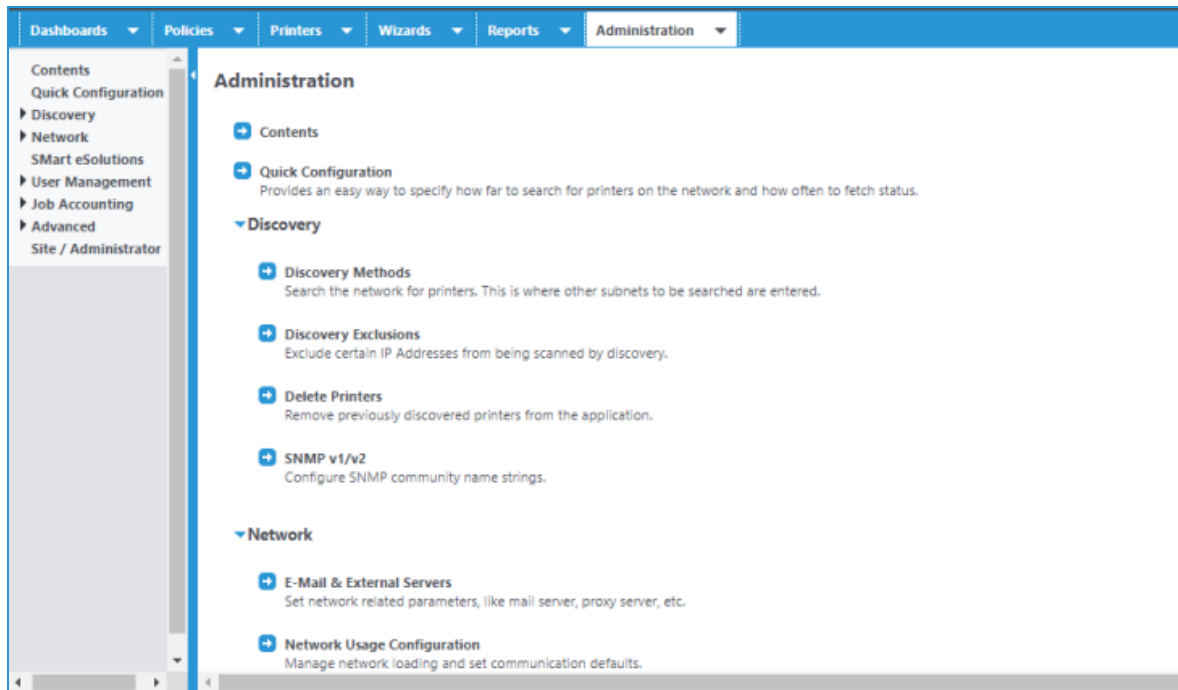 Dashboards Policies Printers Wizards Reports Administration
Contents
Quick Configuration
Discovery
Network
SMart eSolutions
User Management
Job Accounting
Advanced
Site / Administrator
Administration
Contents
Quick Configuration
Provides an easy way to specify how far to search for printers on the network and how often to fetch status.
Discovery
Discovery Methods
Search the network for printers. This is where other subnets to be searched are entered.
Discovery Exclusions
Exclude certain IP Addresses from being scanned by discovery.
Delete Printers
Remove previously discovered printers from the application.
SNMP v1/v2
Configure SNMP community name strings.
Network
E-Mail & External Servers
Set network related parameters, like mail server, proxy server, etc.
Network Usage Configuration
Manage network loading and set communication defaults.